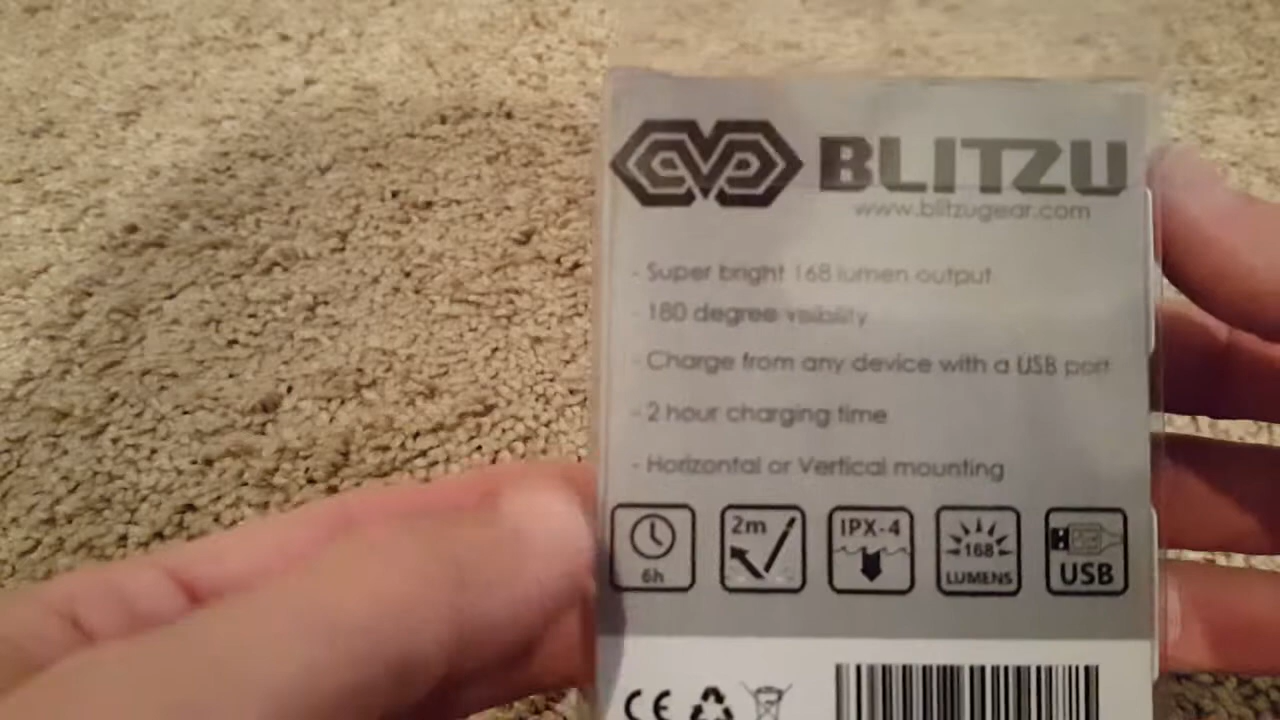 BLITZU
www.blitzugear.com
- Super bright 168 lumen output
- 180 degree visibility
- Charge from any device with a USB port
- 2 hour charging time
- Horizontal or Vertical mounting
6h
2m
IPX-4
168
LUMENS
USB
CE